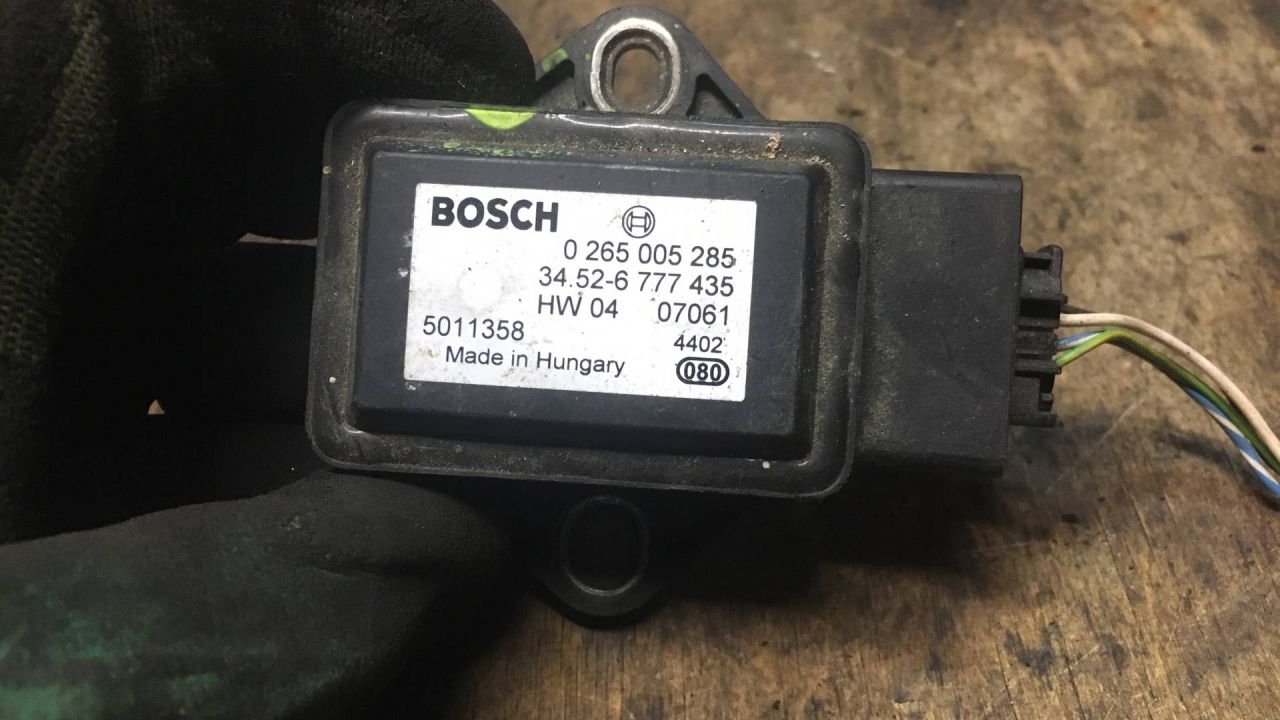 BOSCH
0 265 005 285
34.52-6 777 435
HW 04 07061
5011358 4402
Made in Hungary 080